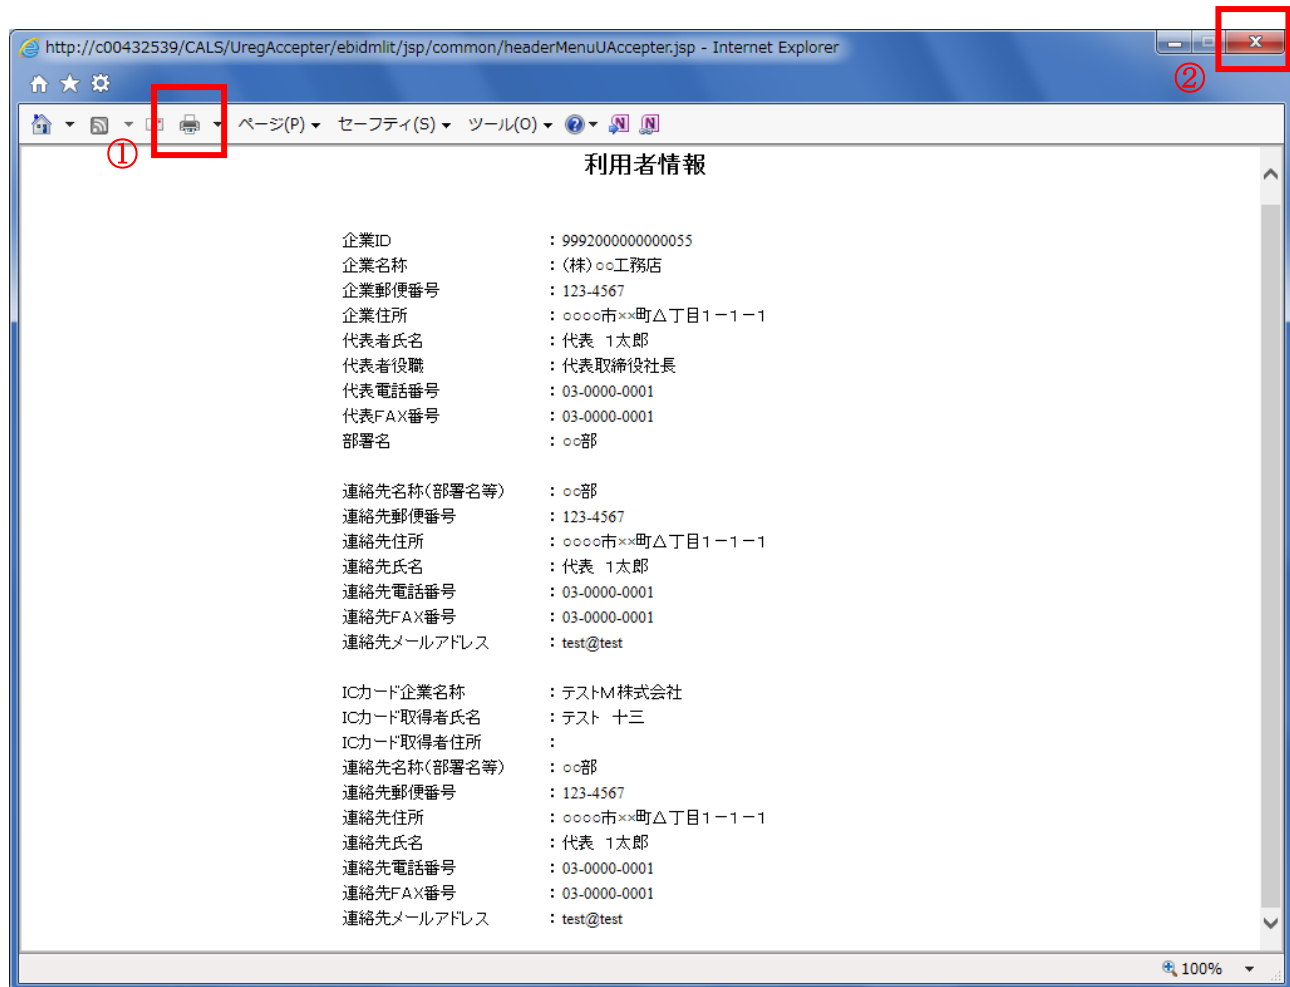 http://c00432539/CALS/UregAccepter/ebidmlit/jsp/common/headerMenuUAccepter.jsp - Internet Explorer
②
ページ(P) セーフティ(S) ツール(O)
①
利用者情報
企業ID : 9992000000000055
企業名称 : (株)○○工務店
企業郵便番号 : 123-4567
企業住所 : ○○○○市××町△丁目1-1-1
代表者氏名 : 代表 1太郎
代表者役職 : 代表取締役社長
代表電話番号 : 03-0000-0001
代表FAX番号 : 03-0000-0001
部署名 : ○○部
連絡先名称(部署名等) : ○○部
連絡先郵便番号 : 123-4567
連絡先住所 : ○○○○市××町△丁目1-1-1
連絡先氏名 : 代表 1太郎
連絡先電話番号 : 03-0000-0001
連絡先FAX番号 : 03-0000-0001
連絡先メールアドレス : test@test
ICカード企業名称 : テストM株式会社
ICカード取得者氏名 : テスト 十三
ICカード取得者住所 :
連絡先名称(部署名等) : ○○部
連絡先郵便番号 : 123-4567
連絡先住所 : ○○○○市××町△丁目1-1-1
連絡先氏名 : 代表 1太郎
連絡先電話番号 : 03-0000-0001
連絡先FAX番号 : 03-0000-0001
連絡先メールアドレス : test@test
100%